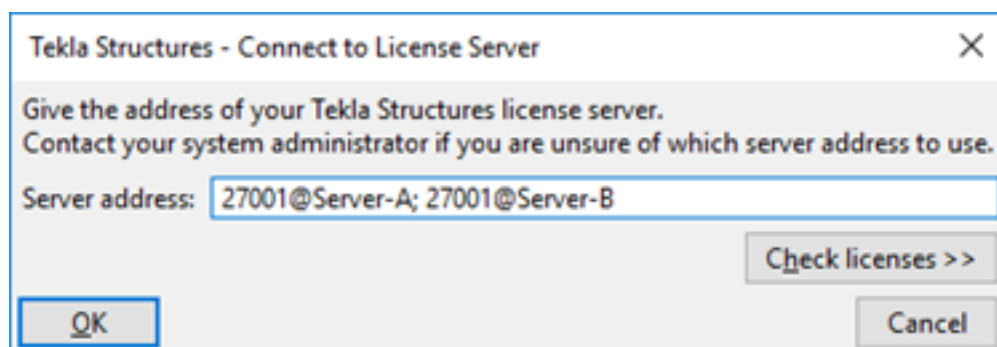 Tekla Structures - Connect to License Server
Give the address of your Tekla Structures license server.
Contact your system administrator if you are unsure of which server address to use.
Server address: 27001@Server-A; 27001@Server-B
Check licenses >>
OK Cancel